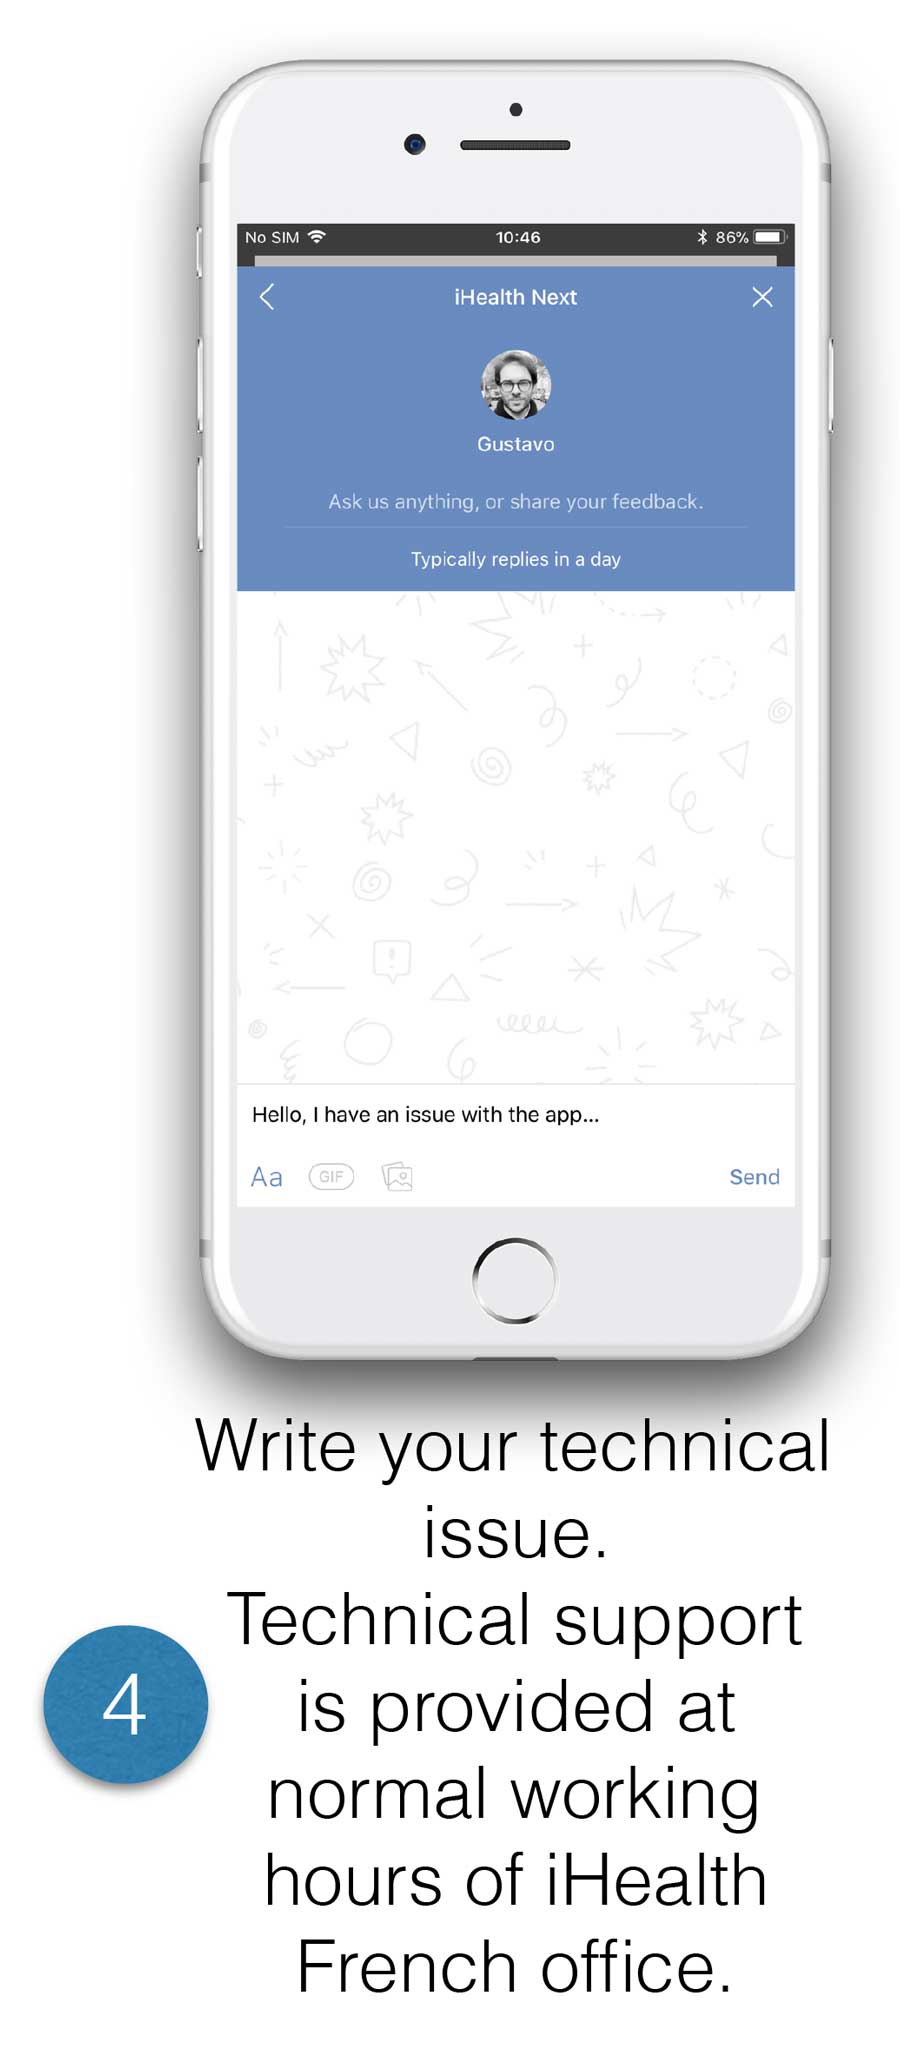 No SIM 10:46 86%
iHealth Next
Gustavo
Ask us anything, or share your feedback.
Typically replies in a day
Hello, I have an issue with the app...
Aa GIF Send
Write your technical
issue.
Technical support
4
is provided at
normal working
hours of iHealth
French office.